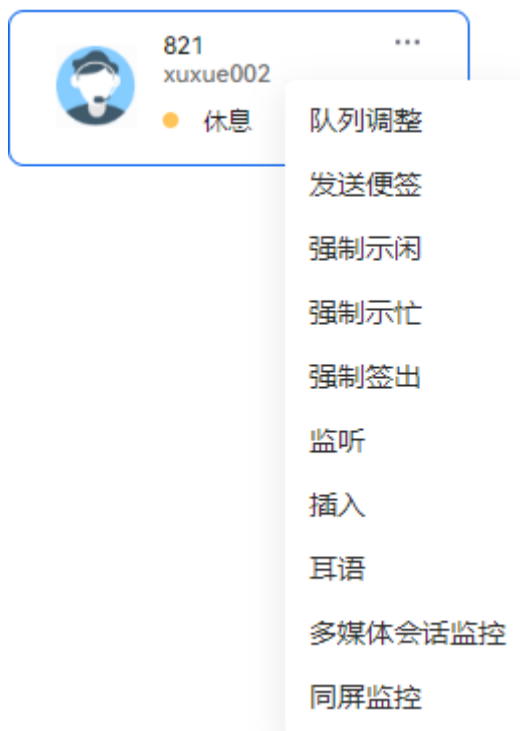 821
xuxue002
休息
队列调整
发送便签
强制示闲
强制示忙
强制签出
监听
插入
耳语
多媒体会话监控
同屏监控